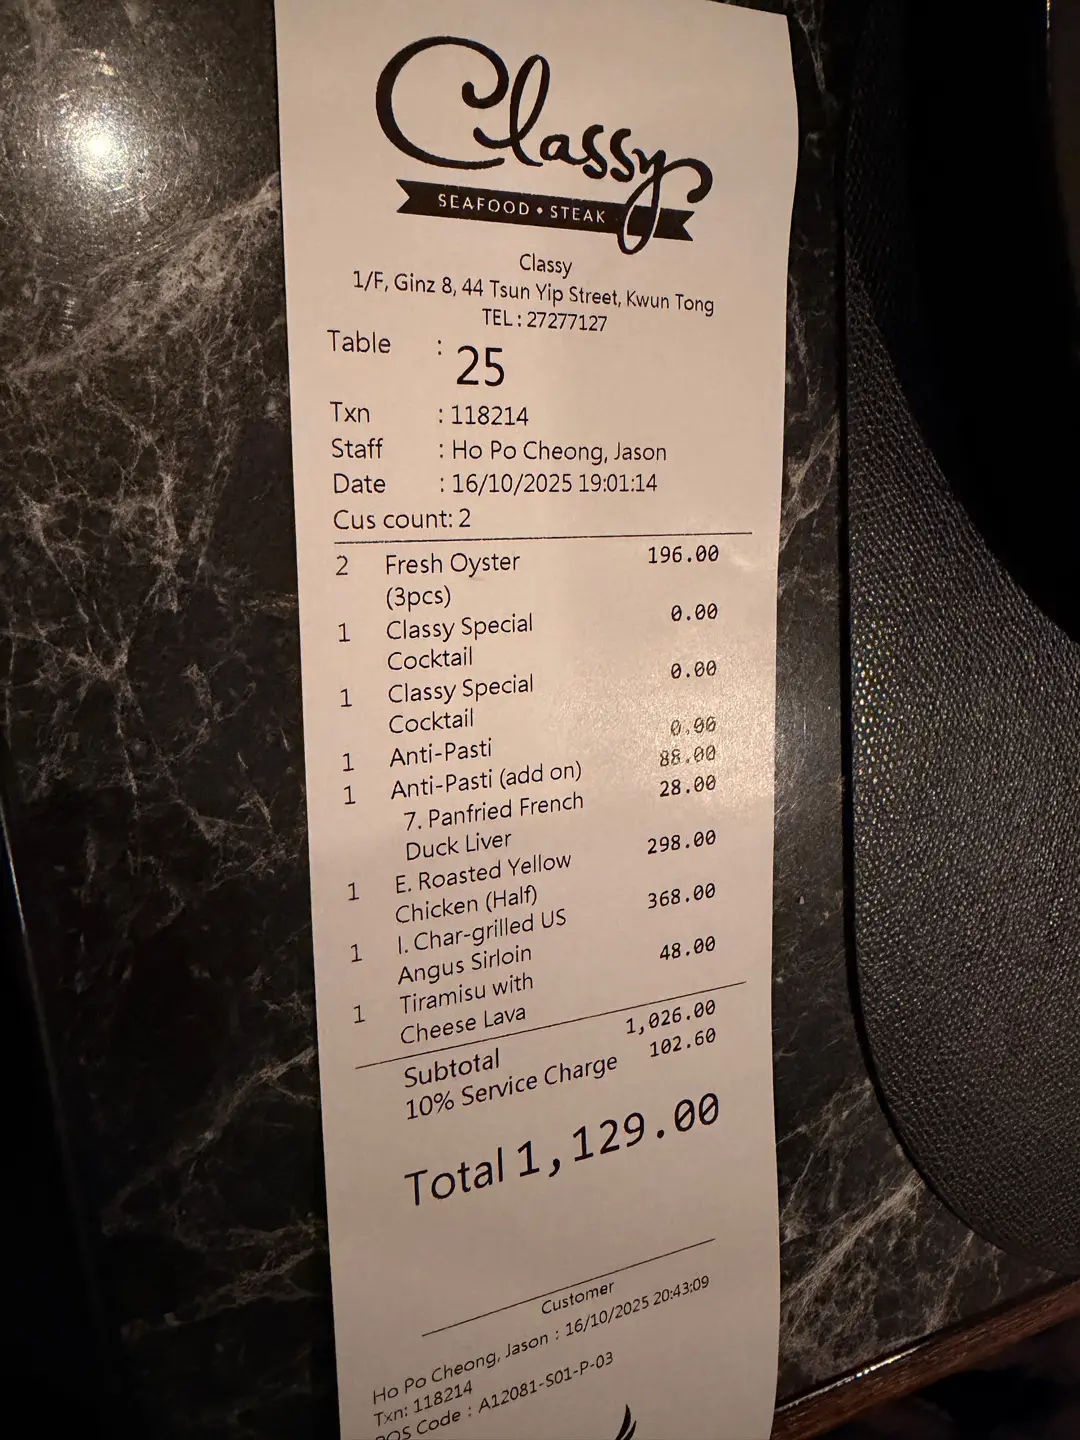 Classy
SEAFOOD • STEAK
Classy
1/F, Ginz 8, 44 Tsun Yip Street, Kwun Tong
TEL : 27277127
Table : 25
Txn : 118214
Staff : Ho Po Cheong, Jason
Date : 16/10/2025 19:01:14
Cus count: 2
2 Fresh Oyster 196.00
(3pcs)
1 Classy Special 0.00
Cocktail
1 Classy Special 0.00
Cocktail
1 Anti-Pasti 0.00
1 Anti-Pasti (add on) 88.00
7. Panfried French 28.00
Duck Liver
1 E. Roasted Yellow 298.00
Chicken (Half)
1 I. Char-grilled US 368.00
Angus Sirloin
1 Tiramisu with 48.00
Cheese Lava
Subtotal 1,026.00
10% Service Charge 102.60
Total 1,129.00
Customer
Ho Po Cheong, Jason : 16/10/2025 20:43:09
Txn: 118214
POS Code : A12081-S01-P-03